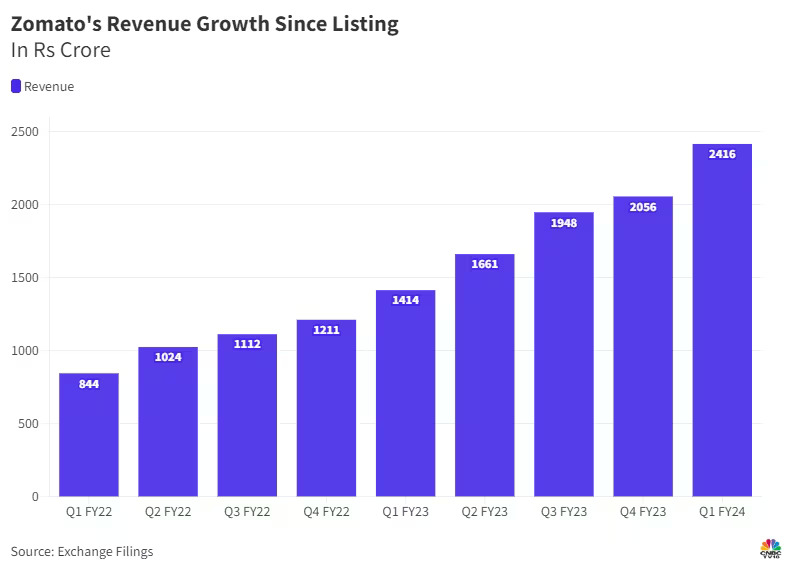 Zomato's Revenue Growth Since Listing
In Rs Crore
Revenue
2500
2000
1500
1000
500
0
844
1024
1112
1211
1414
1661
1948
2056
2416
Q1 FY22 Q2 FY22 Q3 FY22 Q4 FY22 Q1 FY23 Q2 FY23 Q3 FY23 Q4 FY23 Q1 FY24
Source: Exchange Filings
CNBC
TV18